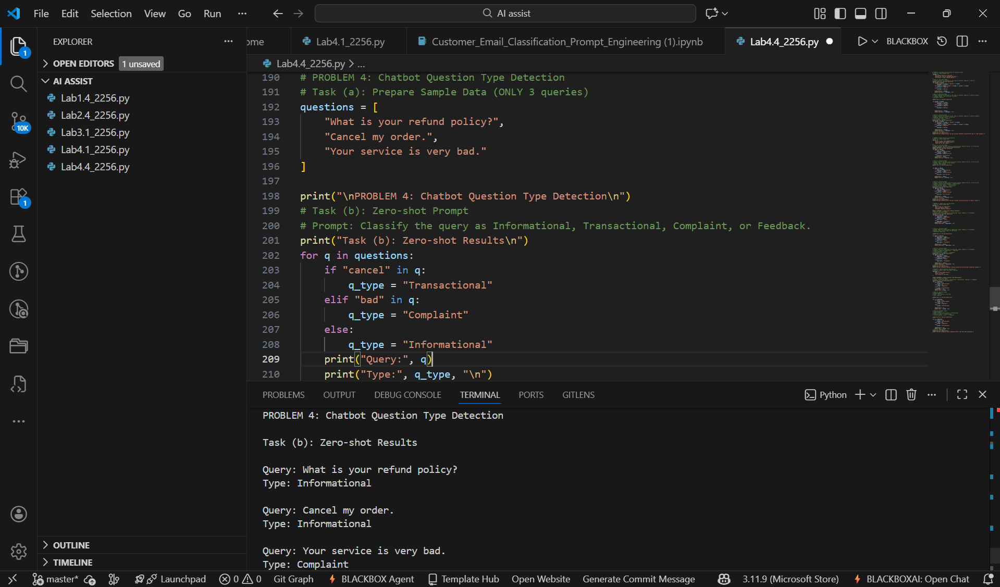 File Edit Selection View Go Run ···
AI assist
EXPLORER ···
ome
Lab4.1_2256.py
Customer_Email_Classification_Prompt_Engineering (1).ipynb
Lab4.4_2256.py
BLACKBOX
OPEN EDITORS 1 unsaved
AI ASSIST
Lab1.4_2256.py
Lab2.4_2256.py
Lab3.1_2256.py
Lab4.1_2256.py
Lab4.4_2256.py
OUTLINE
TIMELINE
1
10K
1
Lab4.4_2256.py > ...
190 # PROBLEM 4: Chatbot Question Type Detection
191 # Task (a): Prepare Sample Data (ONLY 3 queries)
192 questions = [
193     "What is your refund policy?",
194     "Cancel my order.",
195     "Your service is very bad."
196 ]
197
198 print("\nPROBLEM 4: Chatbot Question Type Detection\n")
199 # Task (b): Zero-shot Prompt
200 # Prompt: Classify the query as Informational, Transactional, Complaint, or Feedback.
201 print("Task (b): Zero-shot Results\n")
202 for q in questions:
203     if "cancel" in q:
204         q_type = "Transactional"
205     elif "bad" in q:
206         q_type = "Complaint"
207     else:
208         q_type = "Informational"
209     print("Query:", q)
210     print("Type:", q_type, "\n")
PROBLEMS OUTPUT DEBUG CONSOLE TERMINAL PORTS GITLENS
Python
PROBLEM 4: Chatbot Question Type Detection
Task (b): Zero-shot Results
Query: What is your refund policy?
Type: Informational
Query: Cancel my order.
Type: Informational
Query: Your service is very bad.
Type: Complaint
master* Launchpad 0 0 Git Graph BLACKBOX Agent Template Hub Open Website Generate Commit Message 3.11.9 (Microsoft Store) BLACKBOXAI: Open Chat